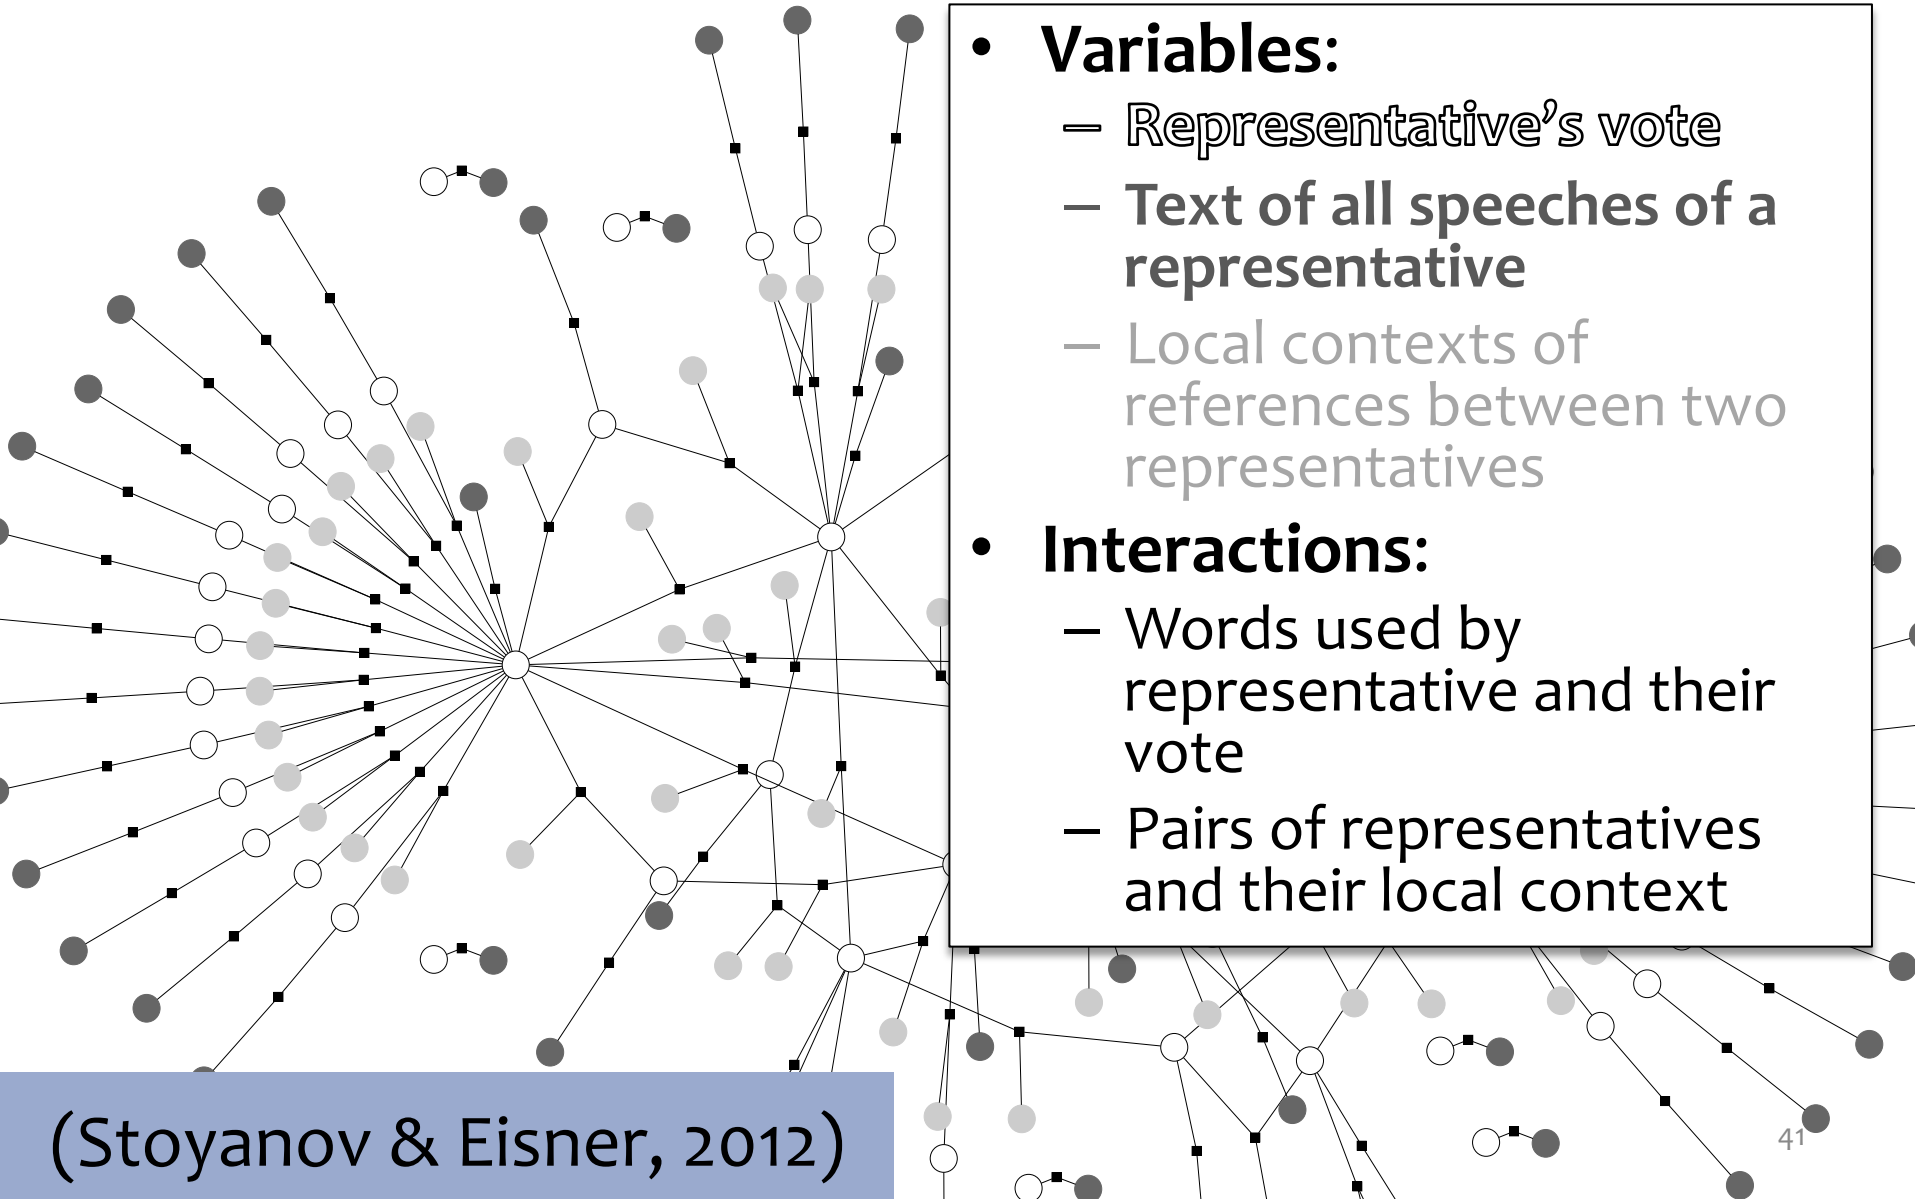 • Variables:
– Representative’s vote
– Text of all speeches of a
representative
– Local contexts of
references between two
representatives
• Interactions:
– Words used by
representative and their
vote
– Pairs of representatives
and their local context
(Stoyanov & Eisner, 2012)
41